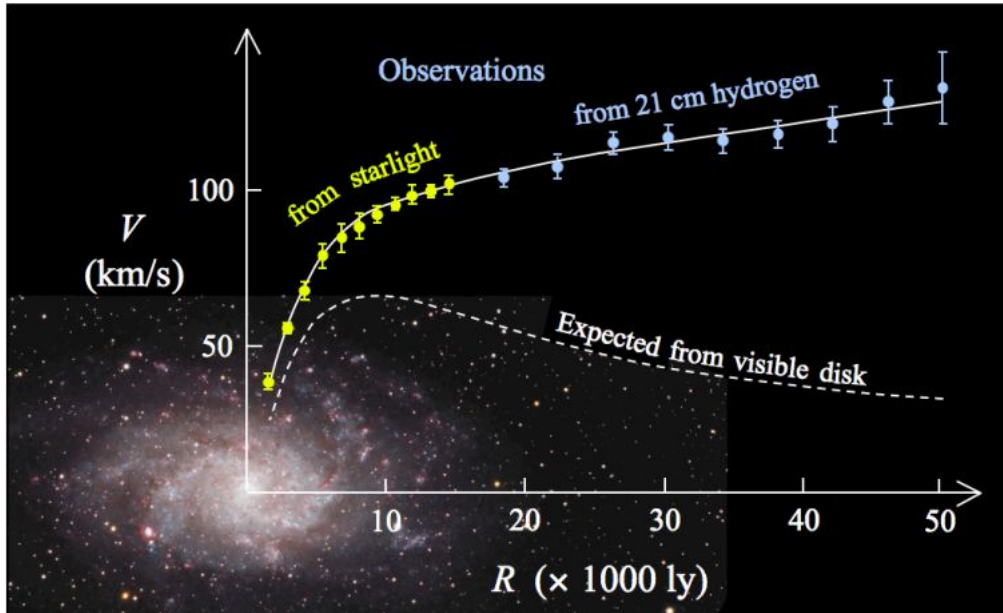 Observations
from 21 cm hydrogen
from starlight
100
V
(km/s)
50
Expected from visible disk
10
20
30
40
50
R (× 1000 ly)